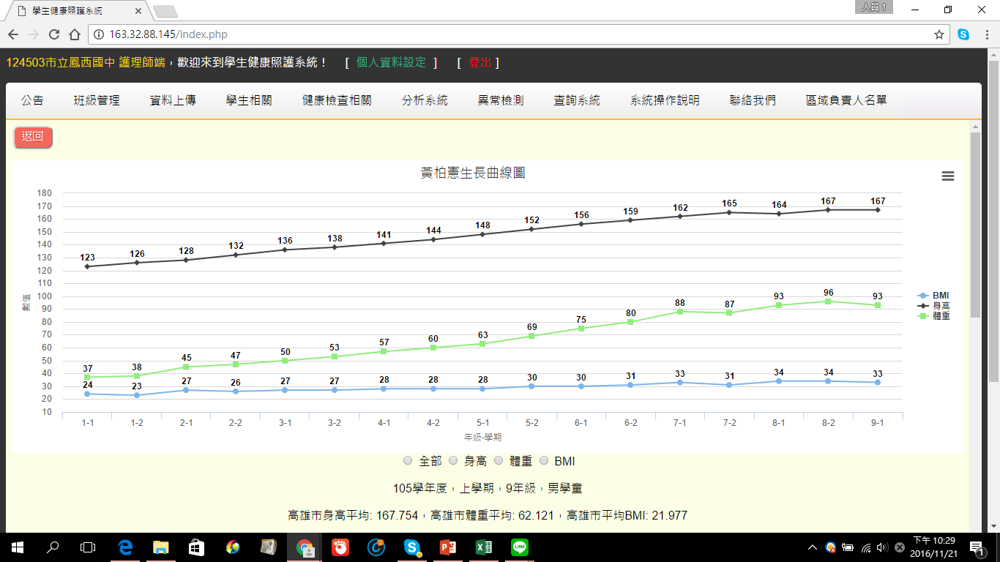 學生健康照護系統
人員 1
163.32.88.145/index.php
124503市立鳳西國中 護理師端，歡迎來到學生健康照護系統！ [ 個人資料設定 ] [ 登出 ]
公告 班級管理 資料上傳 學生相關 健康檢查相關 分析系統 異常檢測 查詢系統 系統操作說明 聯絡我們 區域負責人名單
返回
黃柏憲生長曲線圖
數值
180
170
160
150
140
130
120
110
100
90
80
70
60
50
40
30
20
10
123 126 128 132 136 138 141 144 148 152 156 159 162 165 164 167 167
37 38 45 47 50 53 57 60 63 69 75 80 88 87 93 96 93
24 23 27 26 27 27 28 28 28 30 30 31 33 31 34 34 33
BMI
身高
體重
1-1 1-2 2-1 2-2 3-1 3-2 4-1 4-2 5-1 5-2 6-1 6-2 7-1 7-2 8-1 8-2 9-1
年級-學期
全部 身高 體重 BMI
105學年度，上學期，9年級，男學童
高雄市身高平均: 167.754，高雄市體重平均: 62.121，高雄市平均BMI: 21.977
下午 10:29
2016/11/21
1